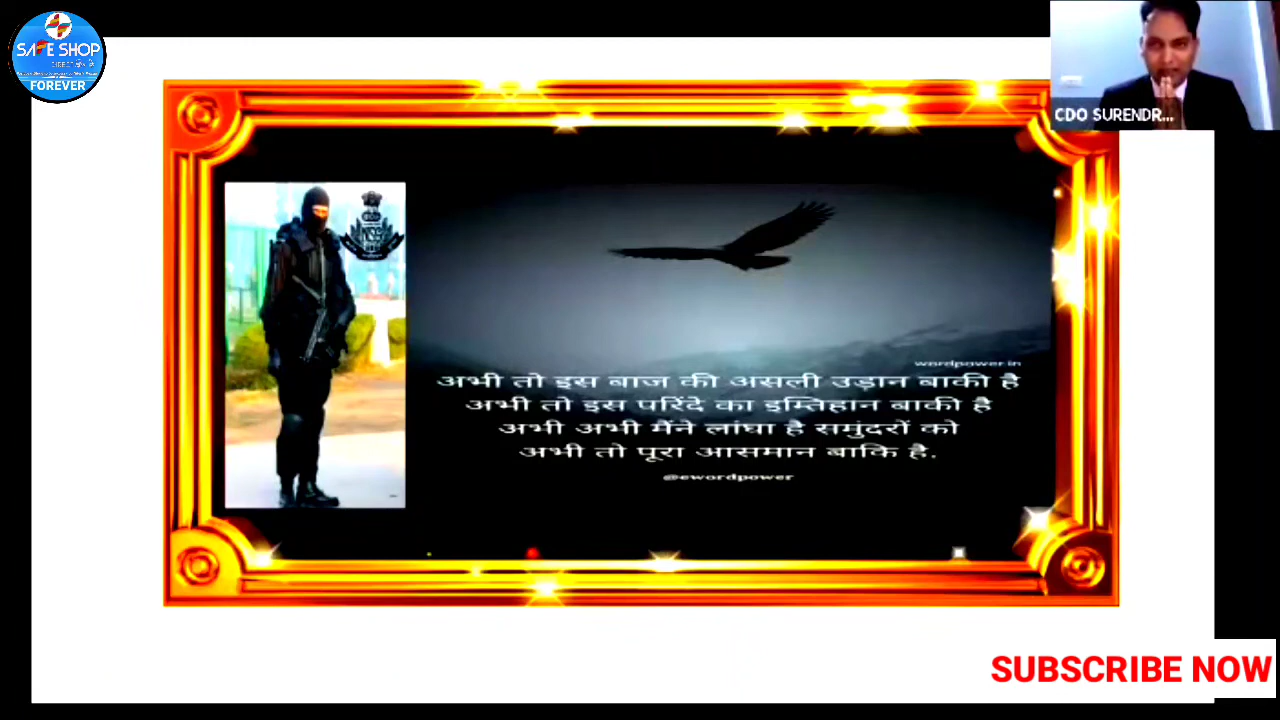 SAFE SHOP
FOREVER
CDO SURENDR...
wordpower.in
अभी तो इस बाज की असली उड़ान बाकी है
अभी तो इस परिंदे का इम्तिहान बाकी है
अभी अभी मैंने लांघा है समुंदरों को
अभी तो पूरा आसमान बाकि है.
@ewordpower
SUBSCRIBE NOW